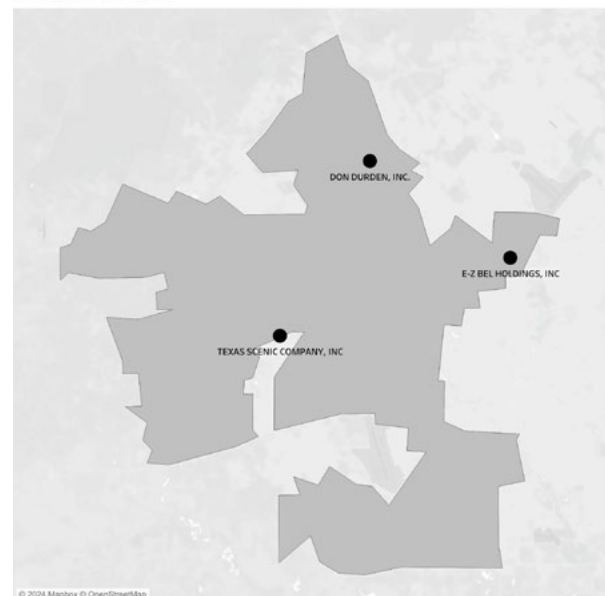 DON DURDEN, INC.
E-Z BEL HOLDINGS, INC
TEXAS SCENIC COMPANY, INC
© 2024 Mapbox © OpenStreetMap